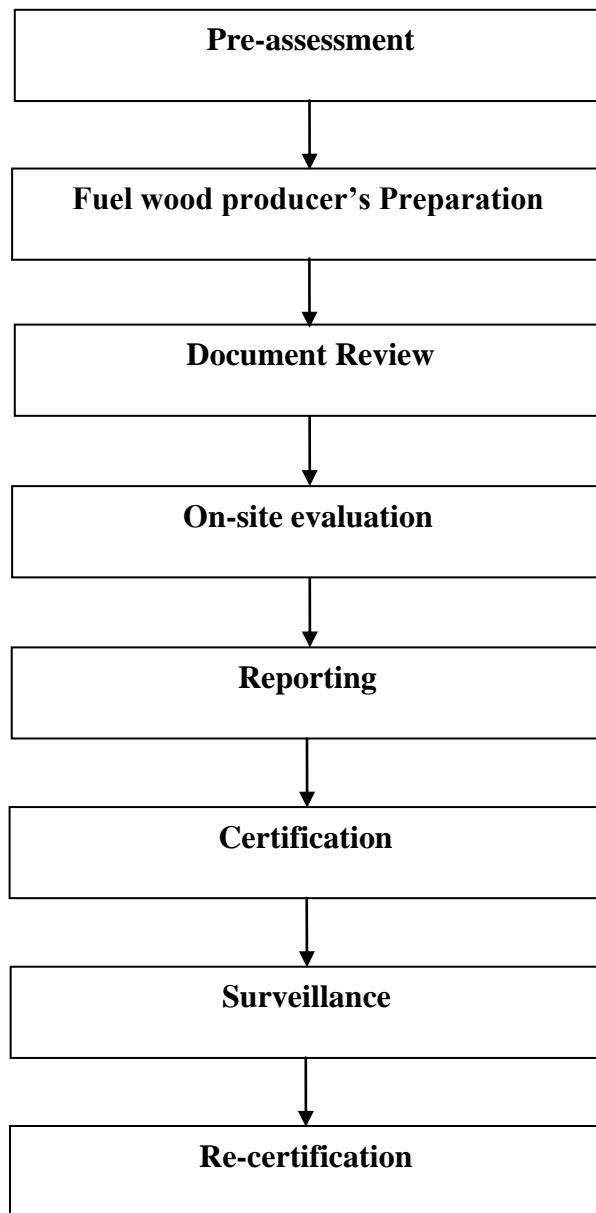 Pre-assessment
Fuel wood producer’s Preparation
Document Review
On-site evaluation
Reporting
Certification
Surveillance
Re-certification